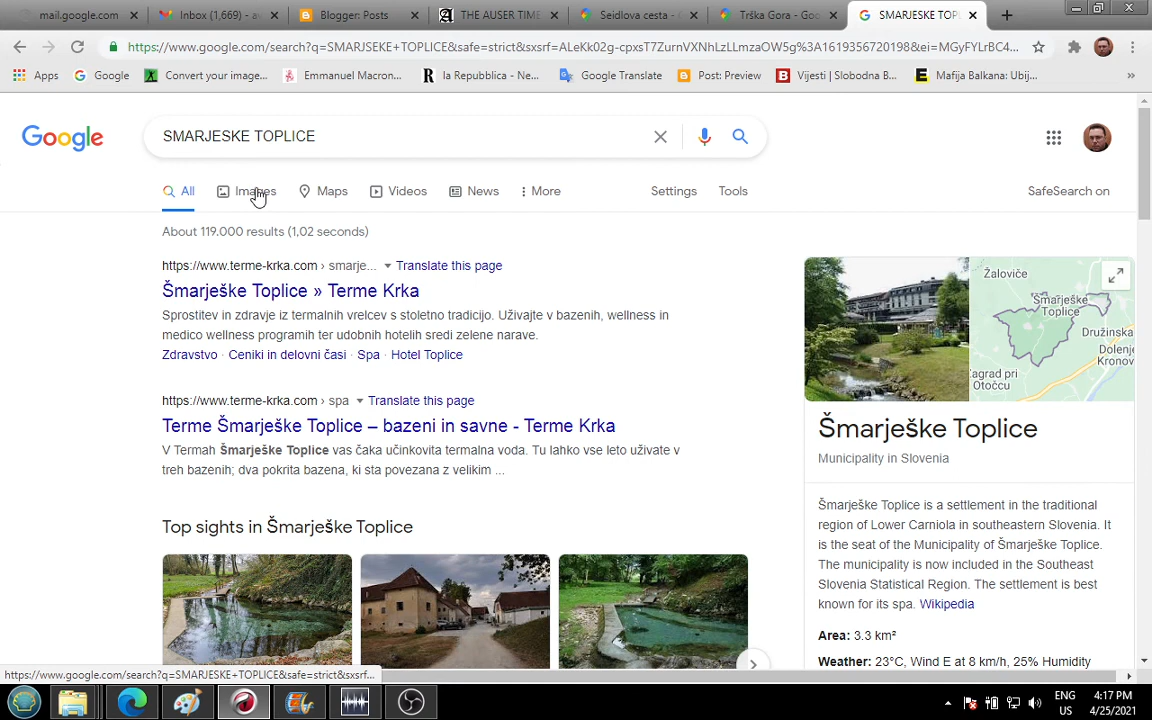 mail.google.com
Inbox (1,669) - a
Blogger: Posts
THE AUSER TIME
Seidlova cesta - G
Trška Gora - Goo
SMARJESKE TOPL
https://www.google.com/search?q=SMARJSEKE+TOPLICE&safe=strict&sxsrf=ALeKk02g-cpxsT7ZurnVXNhLzLLmzaOW5g%3A1619356720198&ei=MGyFYLrBC4...
Apps
Google
Convert your image...
Emmanuel Macron...
la Repubblica - Ne...
Google Translate
Post: Preview
Vijesti | Slobodna B...
Mafija Balkana: Ubij...
»
Google
SMARJESKE TOPLICE
All
Images
Maps
Videos
News
More
Settings
Tools
SafeSearch on
About 119.000 results (1,02 seconds)
https://www.terme-krka.com › smarje...
Translate this page
Šmarješke Toplice » Terme Krka
Sprostitev in zdravje iz termalnih vrelcev s stoletno tradicijo. Uživajte v bazenih, wellness in
medico wellness programih ter udobnih hotelih sredi zelene narave.
Zdravstvo · Ceniki in delovni časi · Spa · Hotel Toplice
https://www.terme-krka.com › spa
Translate this page
Terme Šmarješke Toplice – bazeni in savne - Terme Krka
V Termah Šmarješke Toplice vas čaka učinkovita termalna voda. Tu lahko vse leto uživate v
treh bazenih; dva pokrita bazena, ki sta povezana z velikim ...
Top sights in Šmarješke Toplice
Žaloviče
Šmarješke
Toplice
Družinska
Dolenje
Kronov
Zagrad pri
Otočcu
Šmarješke Toplice
Municipality in Slovenia
Šmarješke Toplice is a settlement in the traditional
region of Lower Carniola in southeastern Slovenia. It
is the seat of the Municipality of Šmarješke Toplice.
The municipality is now included in the Southeast
Slovenia Statistical Region. The settlement is best
known for its spa. Wikipedia
Area: 3.3 km²
Weather: 23°C, Wind E at 8 km/h, 25% Humidity
https://www.google.com/search?q=SMARJESKE+TOPLICE&safe=strict&sxsrf...
ENG
US
4:17 PM
4/25/2021